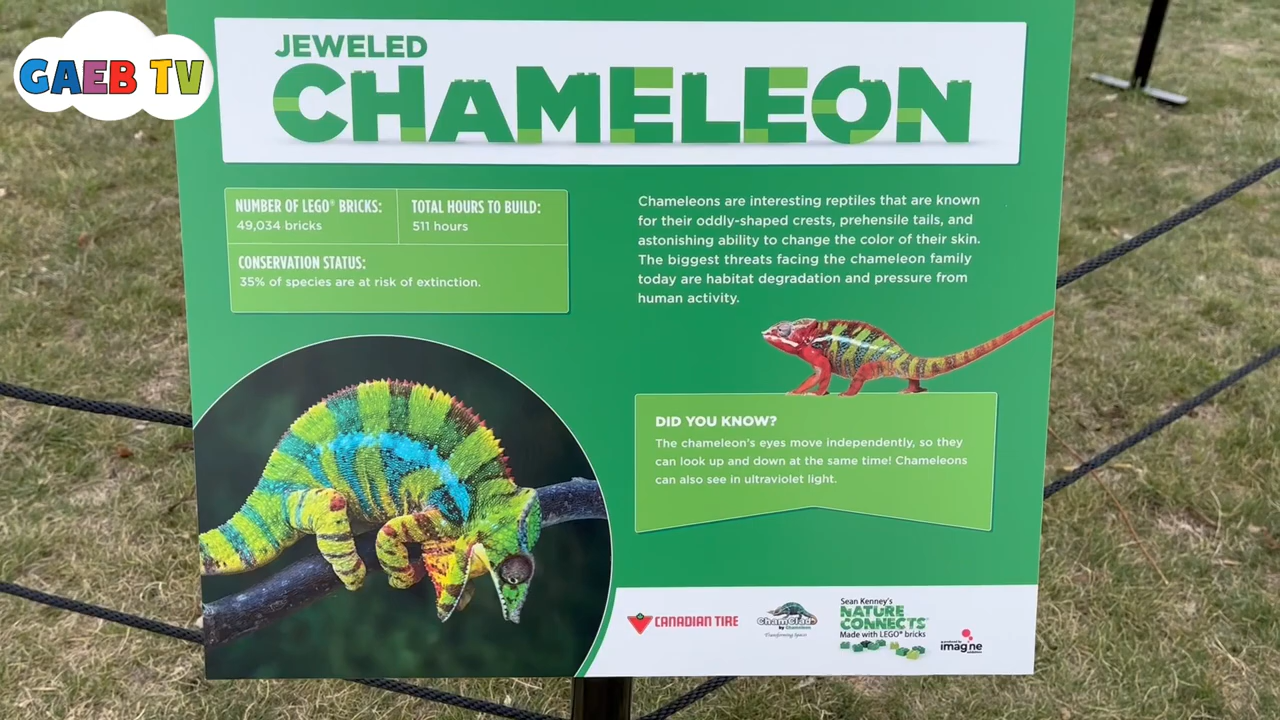 GAEB TV
JEWELED
CHAMELEON
NUMBER OF LEGO® BRICKS:
49,034 bricks
TOTAL HOURS TO BUILD:
511 hours
CONSERVATION STATUS:
35% of species are at risk of extinction.
Chameleons are interesting reptiles that are known
for their oddly-shaped crests, prehensile tails, and
astonishing ability to change the color of their skin.
The biggest threats facing the chameleon family
today are habitat degradation and pressure from
human activity.
DID YOU KNOW?
The chameleon's eyes move independently, so they
can look up and down at the same time! Chameleons
can also see in ultraviolet light.
CANADIAN TIRE
ChamClad
by Chameleon
Transforming Space
Sean Kenney's
NATURE
CONNECTS
Made with LEGO® bricks
imagine